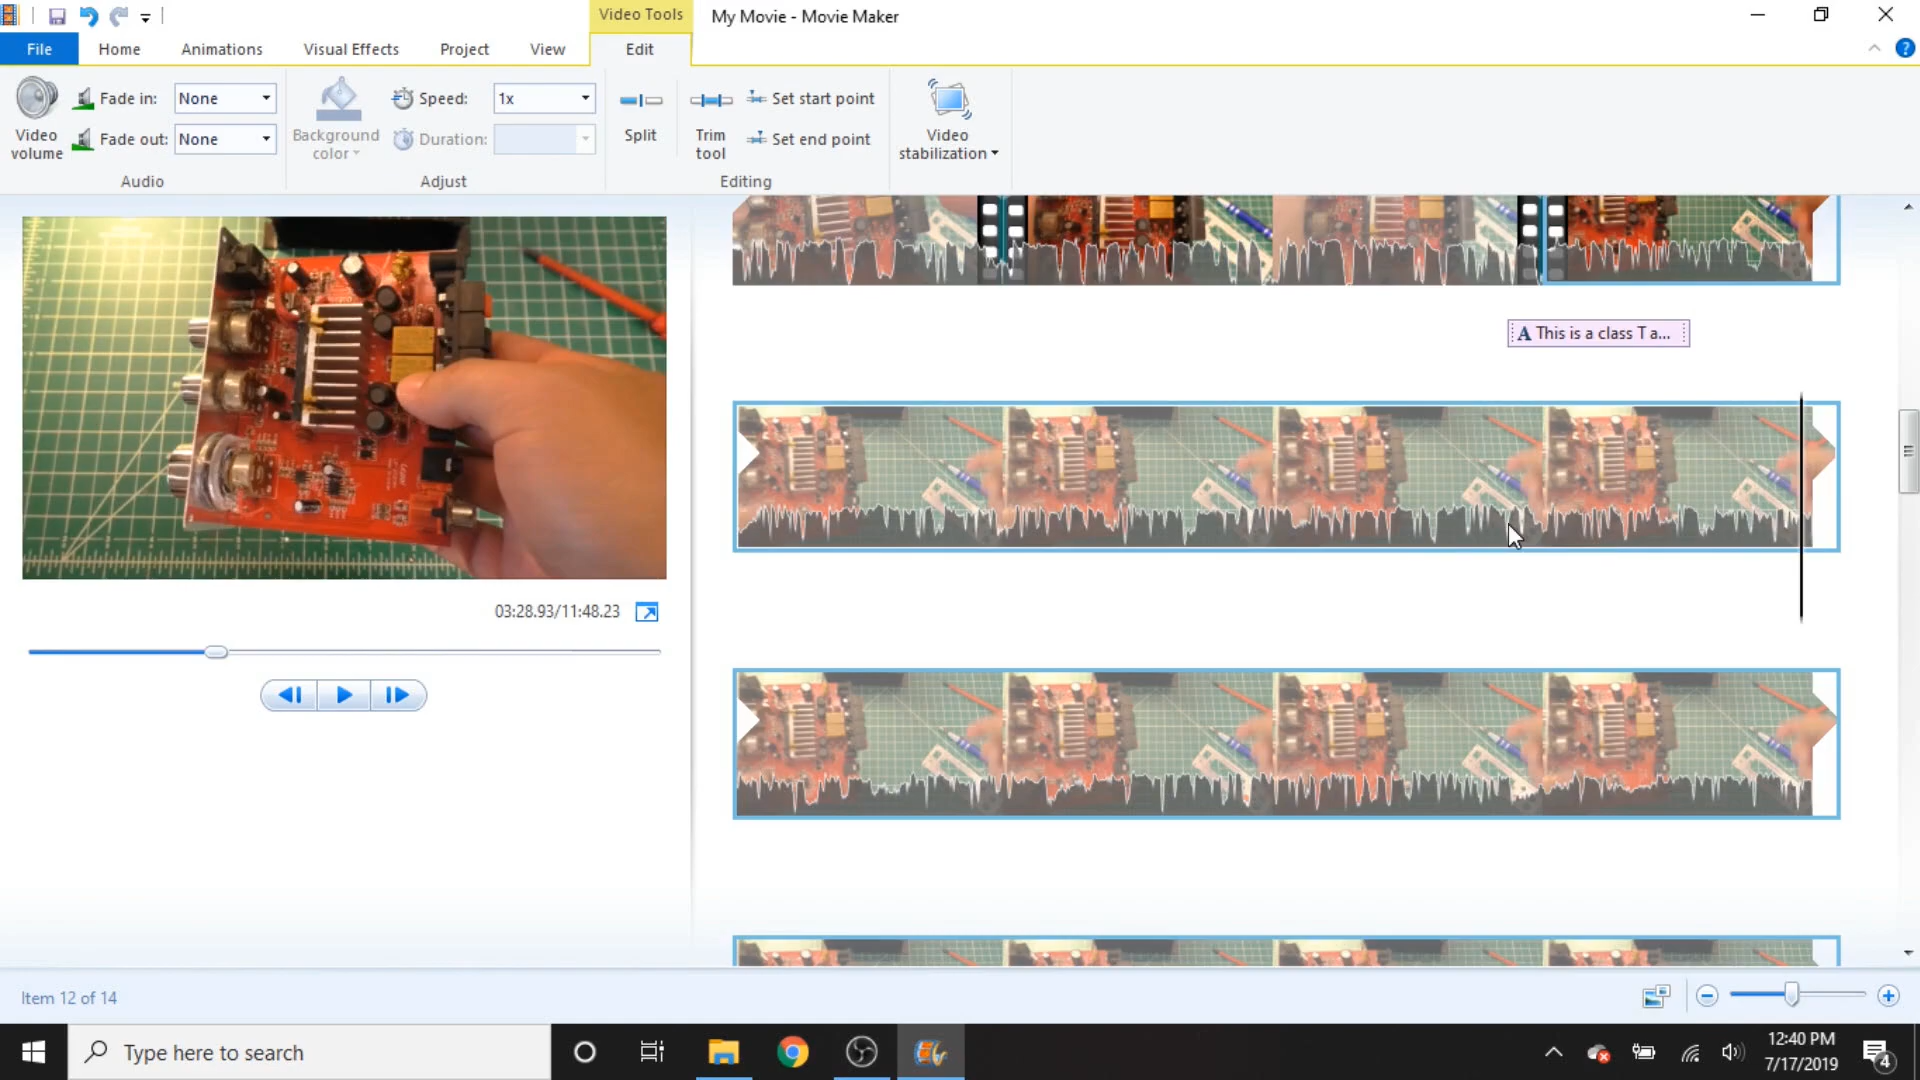 Video Tools
My Movie - Movie Maker
File
Home
Animations
Visual Effects
Project
View
Edit
?
Video volume
Fade in: None
Fade out: None
Audio
Background color
Speed: 1x
Duration:
Adjust
Split
Trim tool
Set start point
Set end point
Editing
Video stabilization
A This is a class T a...
03:28.93/11:48.23
Item 12 of 14
Type here to search
12:40 PM
7/17/2019
4